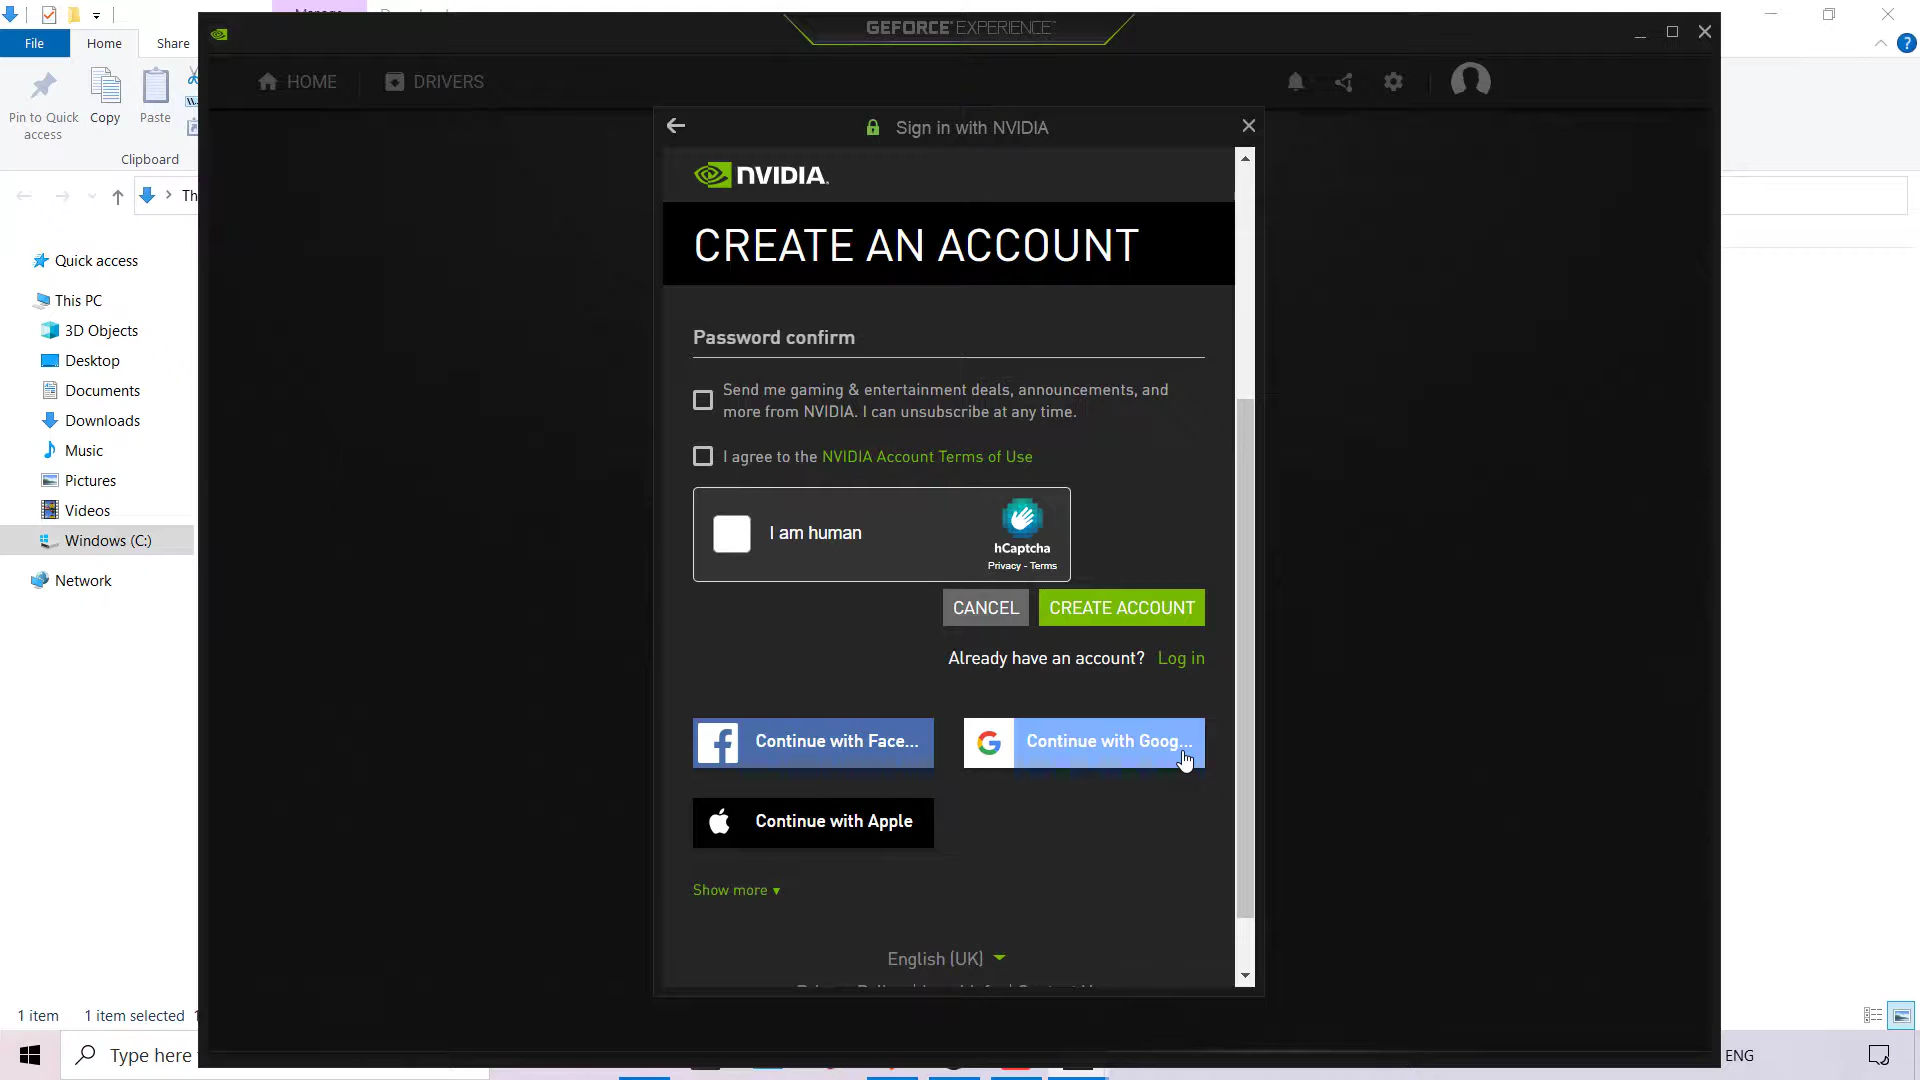 File
Home
Share
Pin to Quick
access
Copy
Paste
Clipboard
Quick access
This PC
3D Objects
Desktop
Documents
Downloads
Music
Pictures
Videos
Windows (C:)
Network
1 item
1 item selected
Type here
GEFORCE EXPERIENCE
HOME
DRIVERS
Sign in with NVIDIA
NVIDIA.
CREATE AN ACCOUNT
Password confirm
Send me gaming & entertainment deals, announcements, and
more from NVIDIA. I can unsubscribe at any time.
I agree to the NVIDIA Account Terms of Use
I am human
hCaptcha
Privacy - Terms
CANCEL
CREATE ACCOUNT
Already have an account? Log in
Continue with Face...
Continue with Goog...
Continue with Apple
Show more
English (UK)
ENG